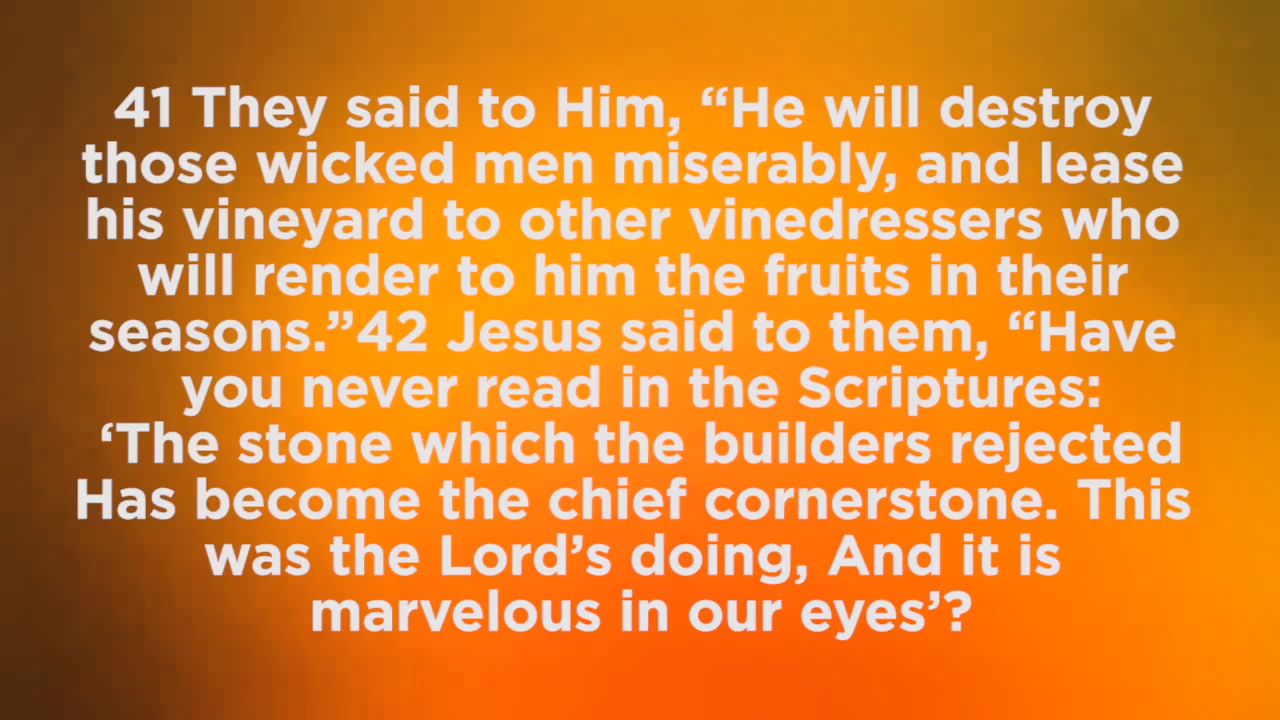 41 They said to Him, “He will destroy
those wicked men miserably, and lease
his vineyard to other vinedressers who
will render to him the fruits in their
seasons.”42 Jesus said to them, “Have
you never read in the Scriptures:
‘The stone which the builders rejected
Has become the chief cornerstone. This
was the Lord’s doing, And it is
marvelous in our eyes’?